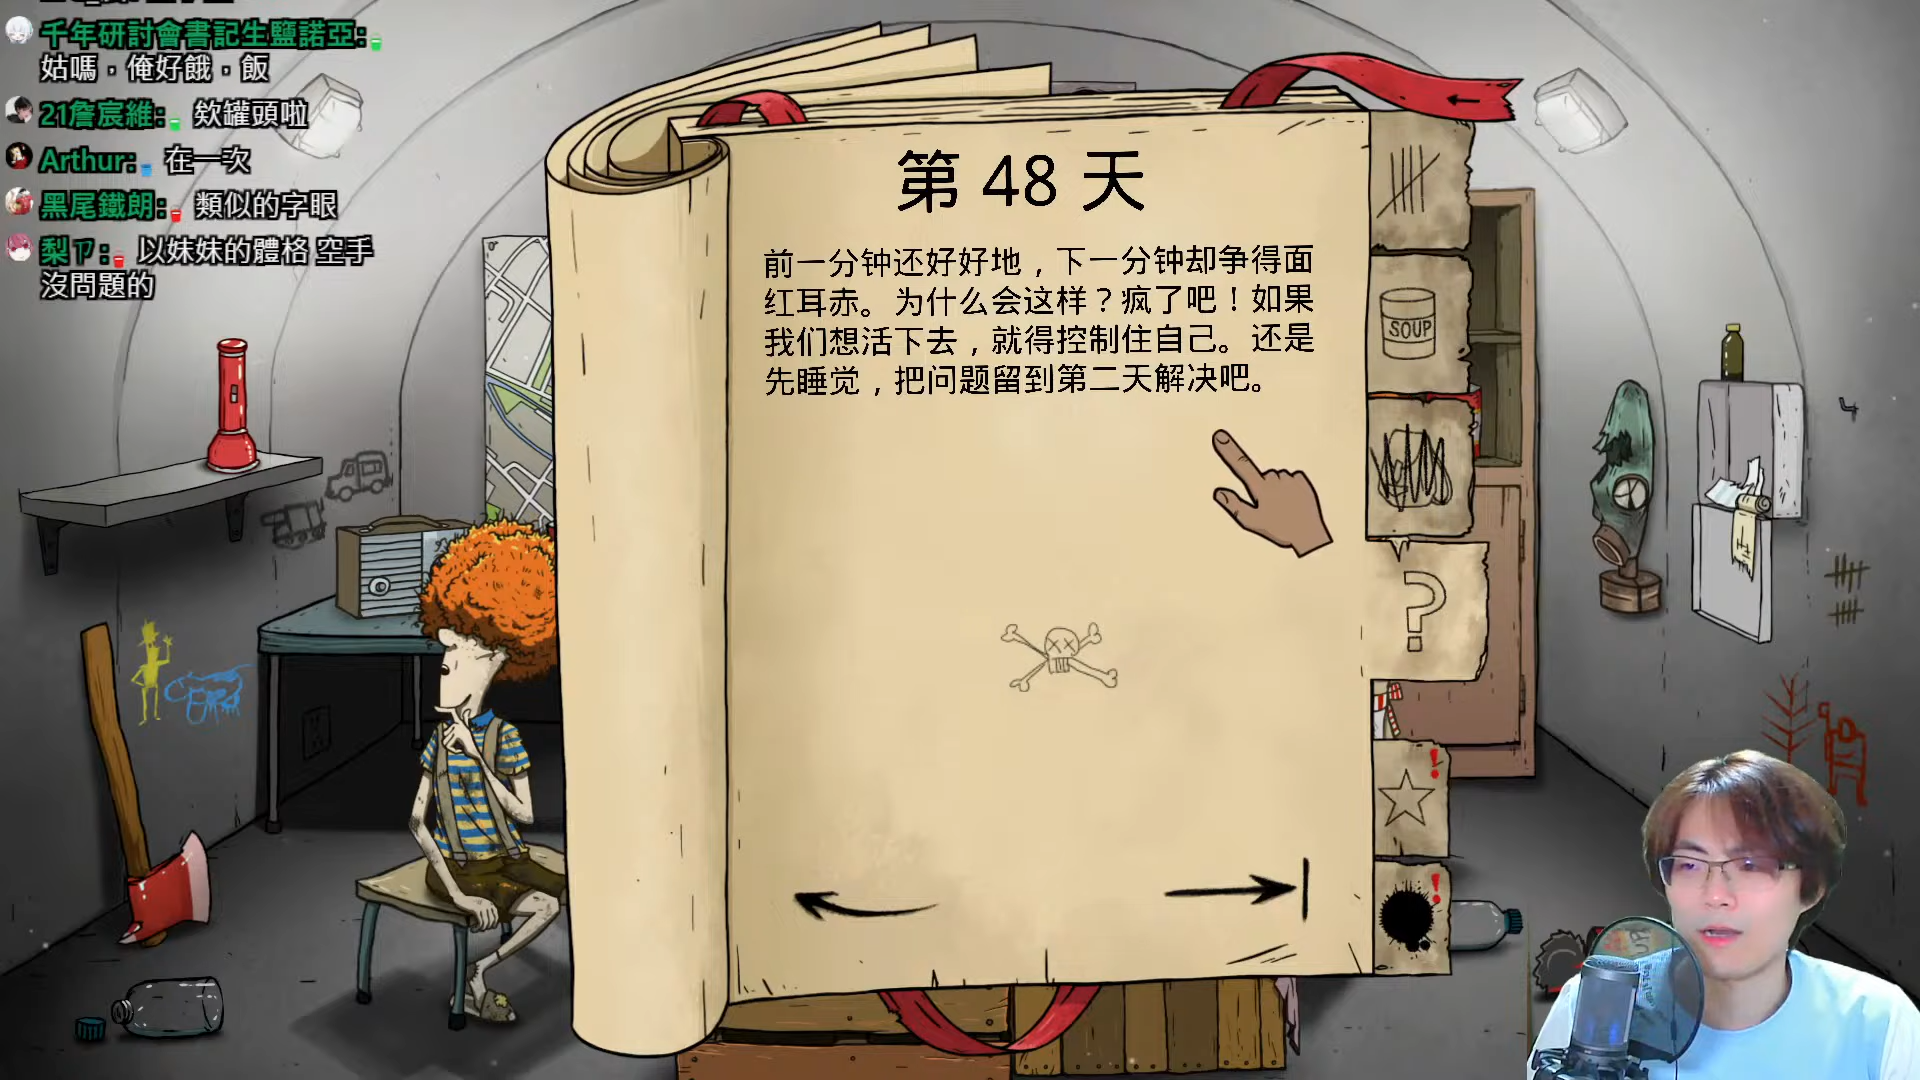 千年研討會書記生鹽諾亞:
姑嗎，俺好餓，飯
21詹宸維: 欸罐頭啦
Arthur: 在一次
黑尾鐵朗: 類似的字眼
梨ㄗ: 以妹妹的體格 空手
沒問題的
第 48 天
前一分钟还好好地，下一分钟却争得面
红耳赤。为什么会这样？疯了吧！如果
我们想活下去，就得控制住自己。还是
先睡觉，把问题留到第二天解决吧。
SOUP
?